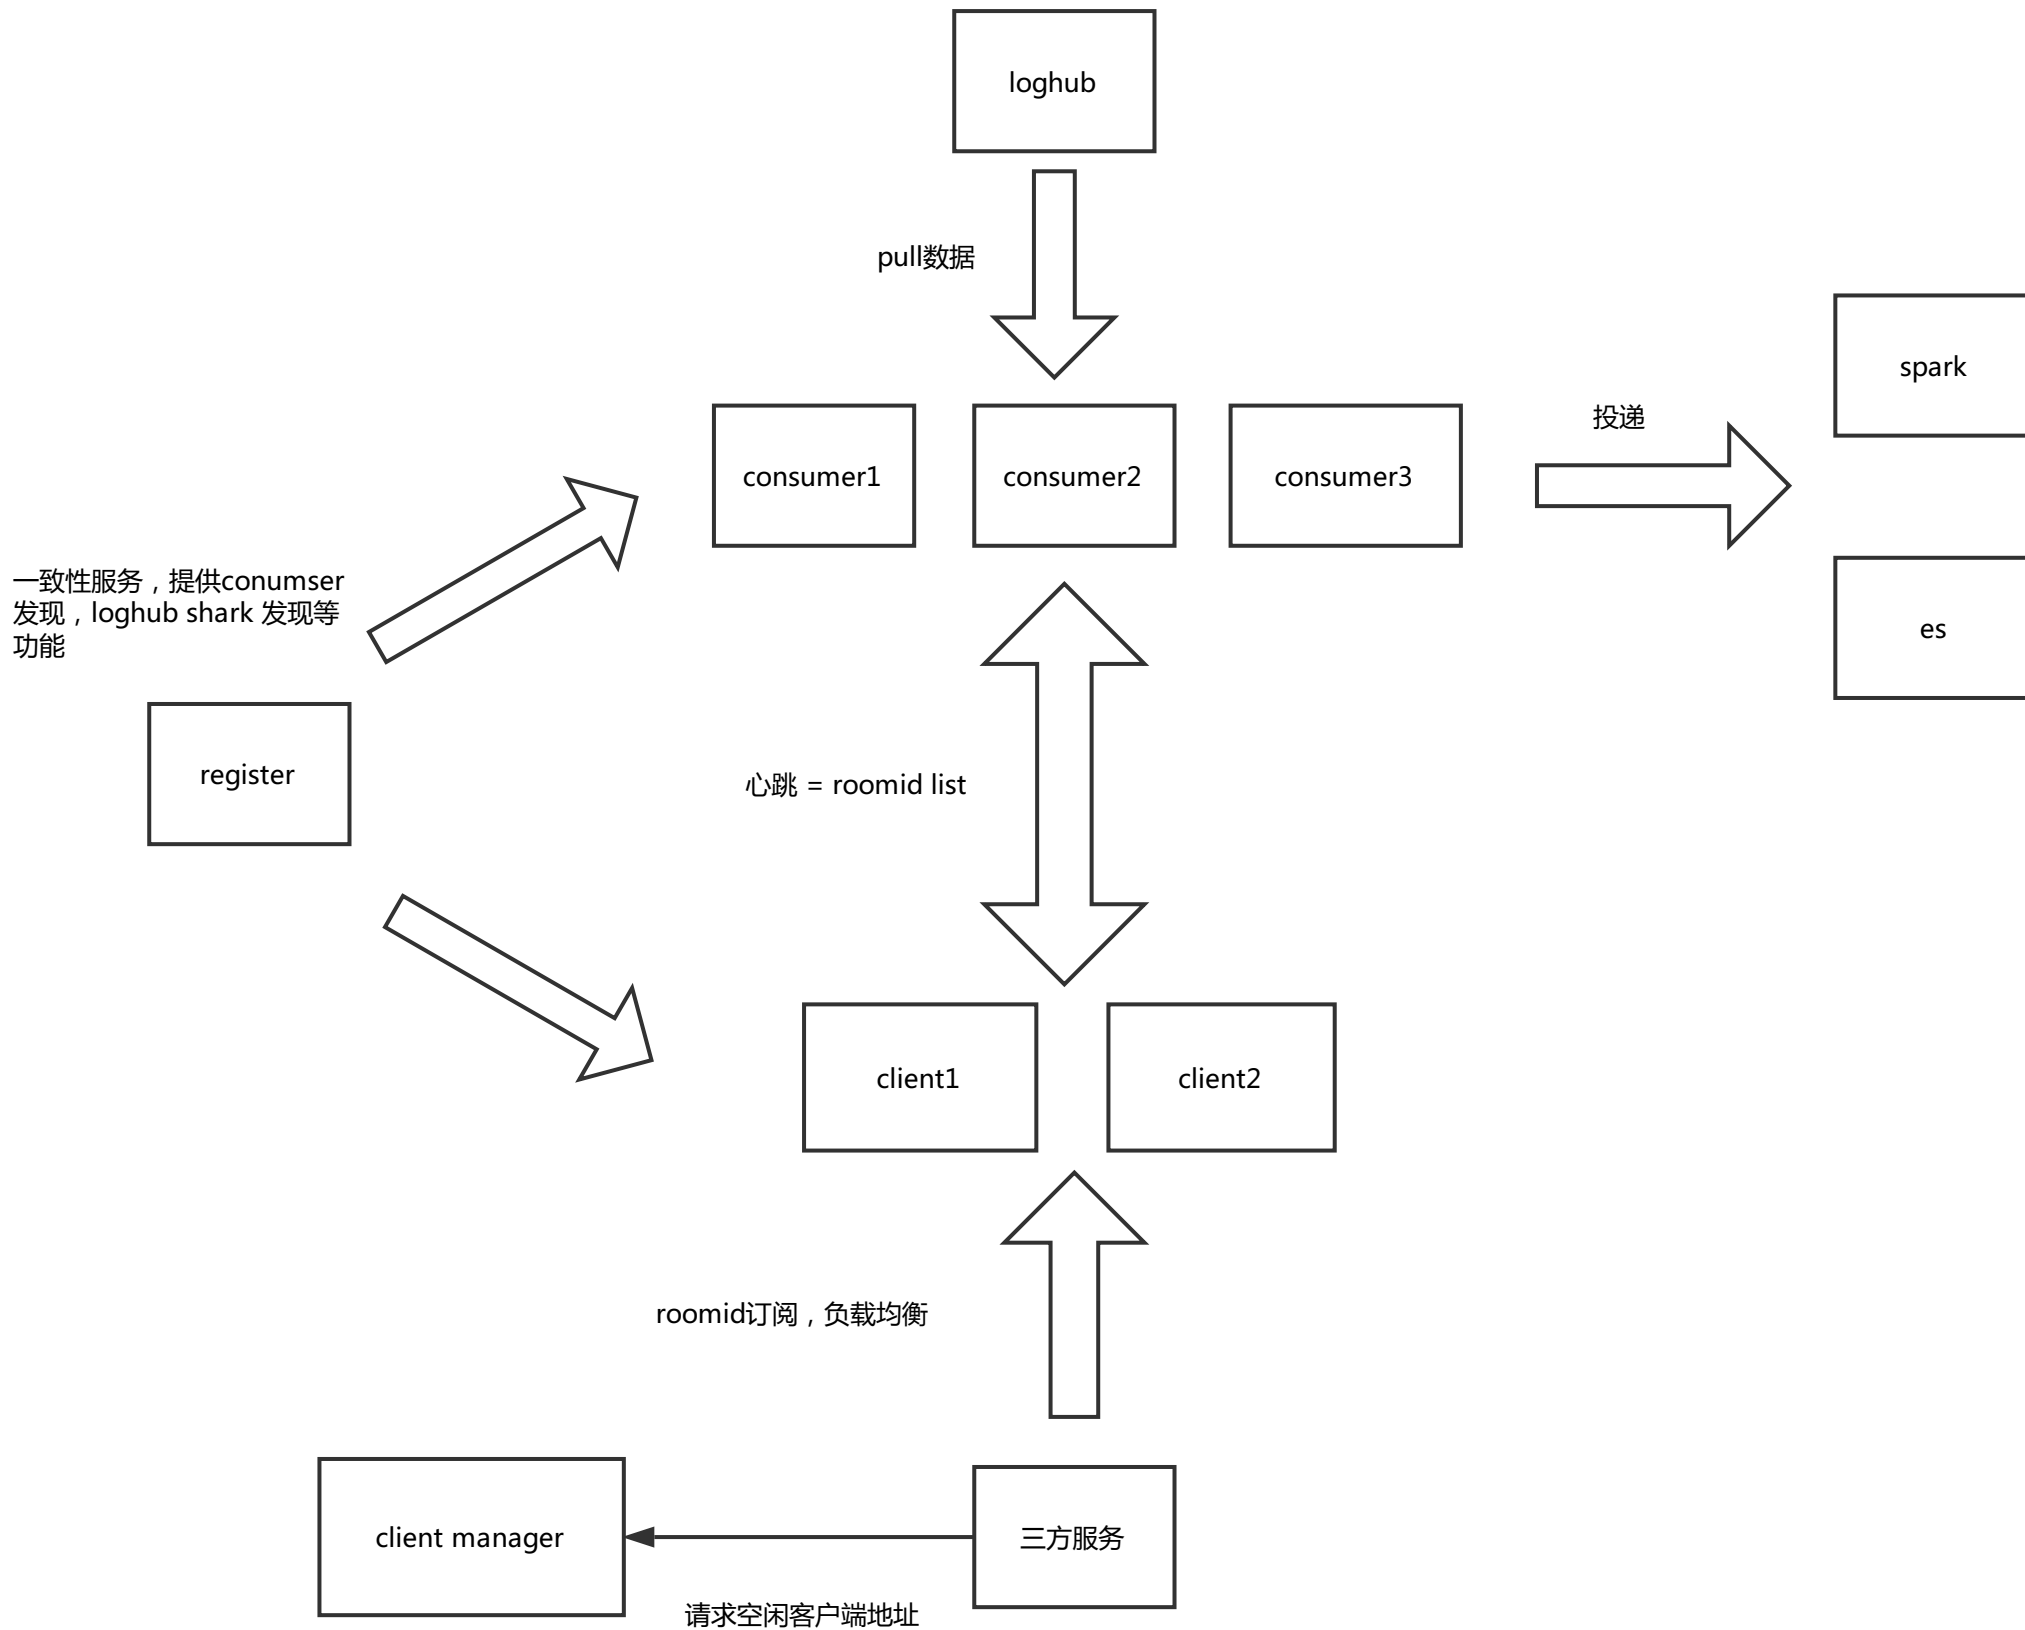 loghub
pull数据
spark
投递
consumer1
consumer2
consumer3
一致性服务，提供conumser
发现，loghub shark 发现等
功能
es
register
心跳 = roomid list
client1
client2
roomid订阅，负载均衡
client manager
三方服务
请求空闲客户端地址